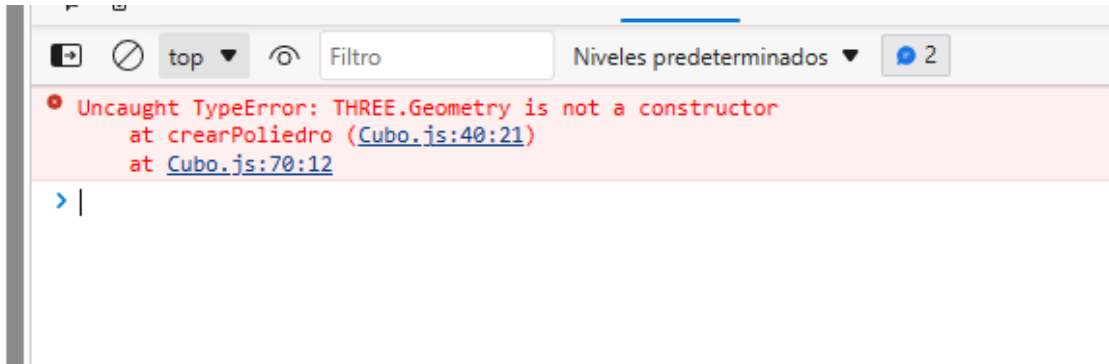 top ▼ Filtro Niveles predeterminados ▼ 2
Uncaught TypeError: THREE.Geometry is not a constructor
at crearPoliedro (Cubo.js:40:21)
at Cubo.js:70:12
>